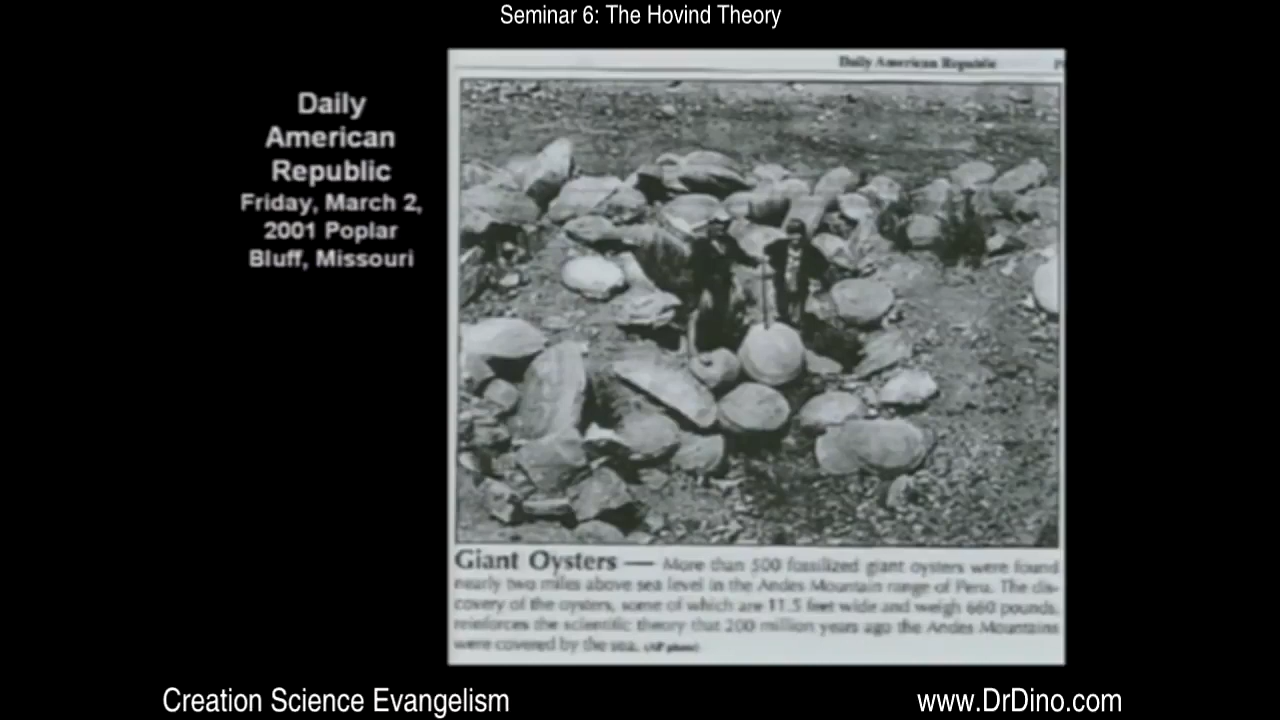 Seminar 6: The Hovind Theory
Daily American Republic
Daily
American
Republic
Friday, March 2,
2001 Poplar
Bluff, Missouri
Giant Oysters — More than 500 fossilized giant oysters were found
nearly two miles above sea level in the Andes Mountain range of Peru. The dis-
covery of the oysters, some of which are 11.5 feet wide and weigh 660 pounds,
reinforces the scientific theory that 200 million years ago the Andes Mountains
were covered by the sea. (AP photo)
Creation Science Evangelism
www.DrDino.com